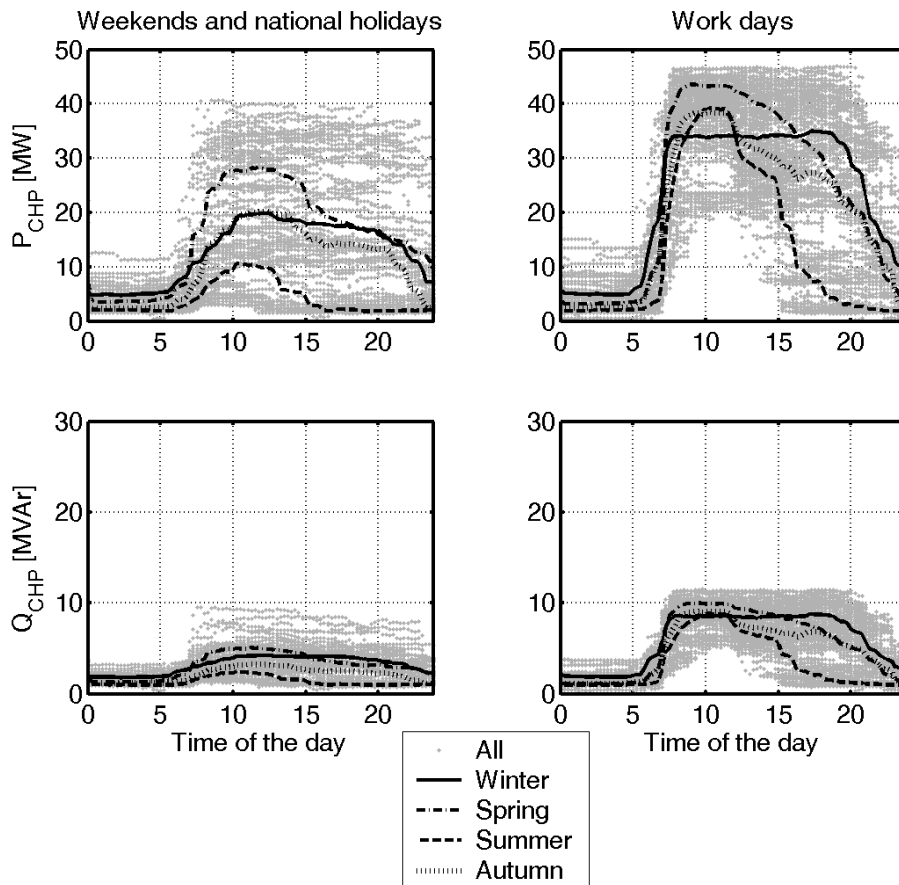 Weekends and national holidays
Work days
P_CHP [MW]
50
40
30
20
10
0
0 5 10 15 20
50
40
30
20
10
0
0 5 10 15 20
Q_CHP [MVAr]
30
20
10
0
0 5 10 15 20
Time of the day
30
20
10
0
0 5 10 15 20
Time of the day
All
Winter
Spring
Summer
Autumn